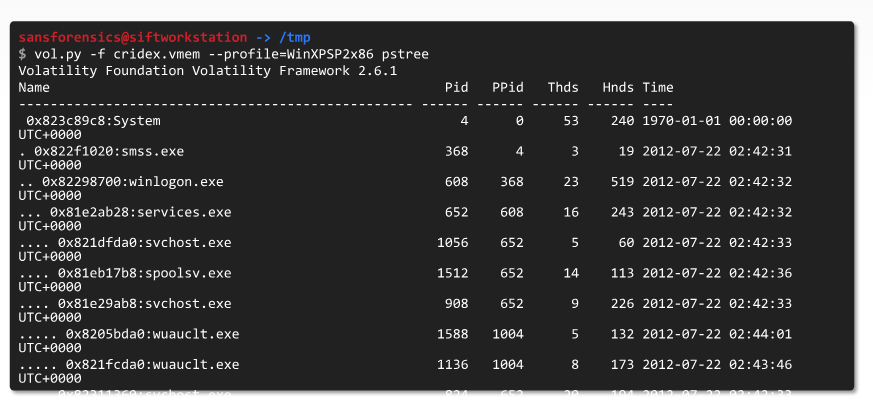 sansforensics@siftworkstation -> /tmp
$ vol.py -f cridex.vmem --profile=WinXPSP2x86 pstree
Volatility Foundation Volatility Framework 2.6.1
Name                                                  Pid   PPid   Thds   Hnds Time
-------------------------------------------------- ------ ------ ------ ------ ----
 0x823c89c8:System                                      4      0     53    240 1970-01-01 00:00:00
UTC+0000
. 0x822f1020:smss.exe                                 368      4      3     19 2012-07-22 02:42:31
UTC+0000
.. 0x82298700:winlogon.exe                            608    368     23    519 2012-07-22 02:42:32
UTC+0000
... 0x81e2ab28:services.exe                           652    608     16    243 2012-07-22 02:42:32
UTC+0000
.... 0x821dfda0:svchost.exe                          1056    652      5     60 2012-07-22 02:42:33
UTC+0000
.... 0x81eb17b8:spoolsv.exe                          1512    652     14    113 2012-07-22 02:42:36
UTC+0000
.... 0x81e29ab8:svchost.exe                           908    652      9    226 2012-07-22 02:42:33
UTC+0000
..... 0x8205bda0:wuauclt.exe                         1588   1004      5    132 2012-07-22 02:44:01
UTC+0000
..... 0x821fcda0:wuauclt.exe                         1136   1004      8    173 2012-07-22 02:43:46
UTC+0000